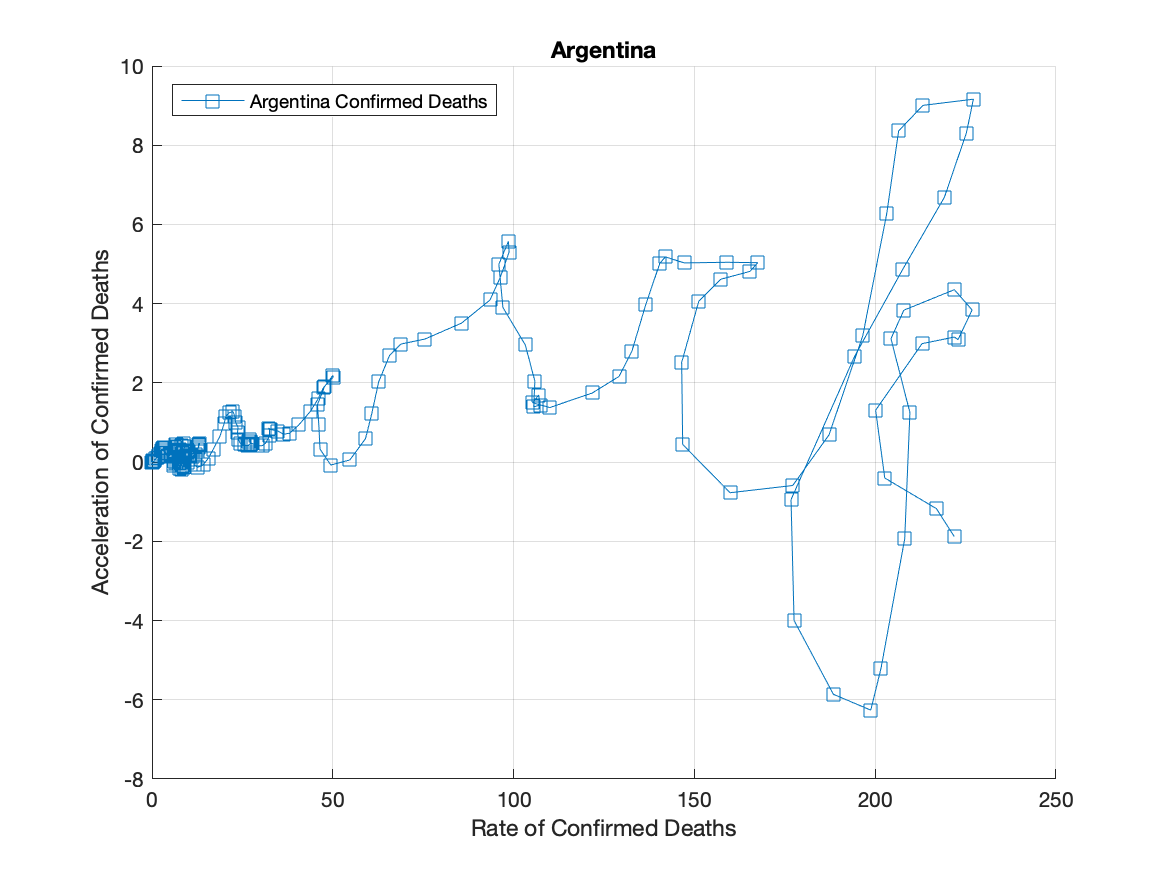 Argentina
Argentina Confirmed Deaths
10
8
6
4
2
0
-2
-4
-6
-8
0 50 100 150 200 250
Acceleration of Confirmed Deaths
Rate of Confirmed Deaths